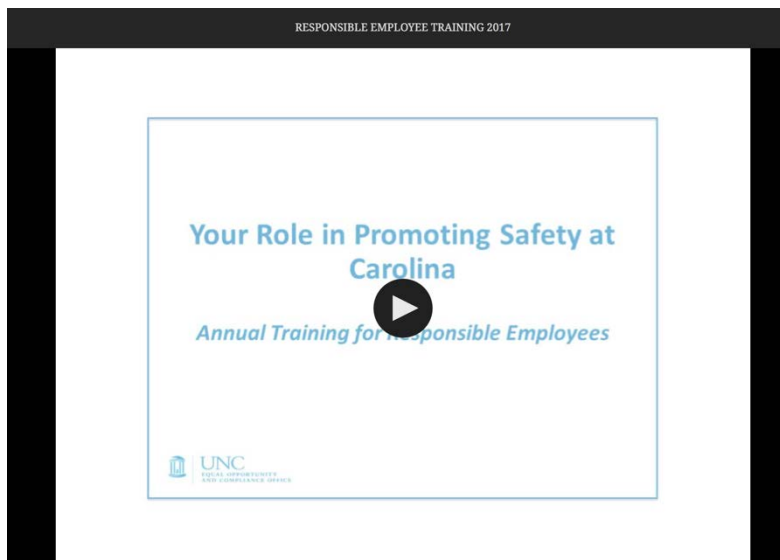 RESPONSIBLE EMPLOYEE TRAINING 2017
Your Role in Promoting Safety at
Carolina
Annual Training for Responsible Employees
UNC
EQUAL OPPORTUNITY
AND COMPLIANCE OFFICE